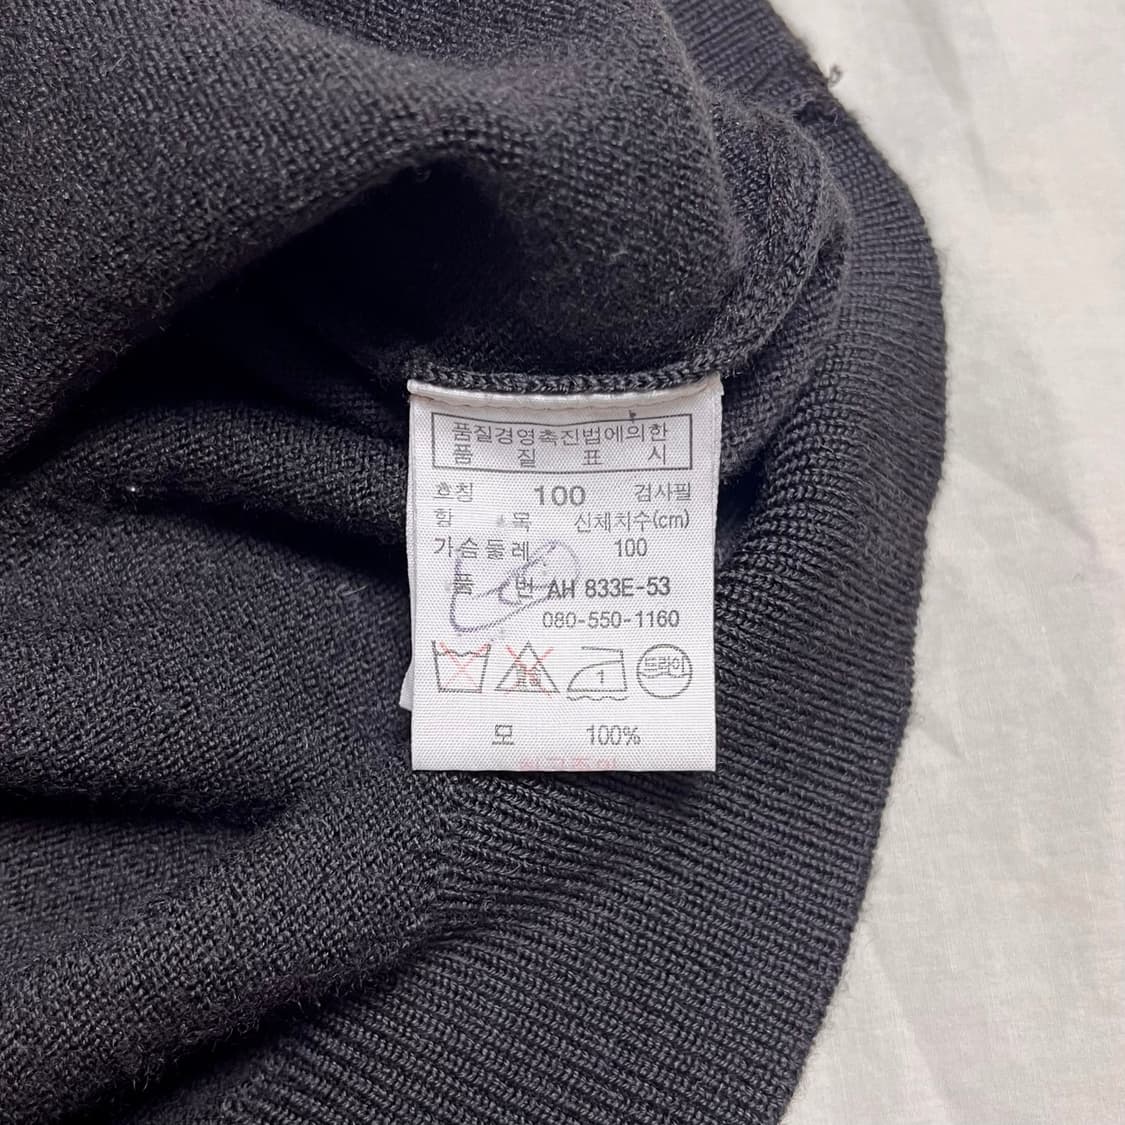 품질경영촉진법에의한
품 질 표 시
호칭 100 검사필
항 목 신체치수(cm)
가슴둘레 100
품 번 AH 833E-53
080-550-1160
1 드라이
모 100%